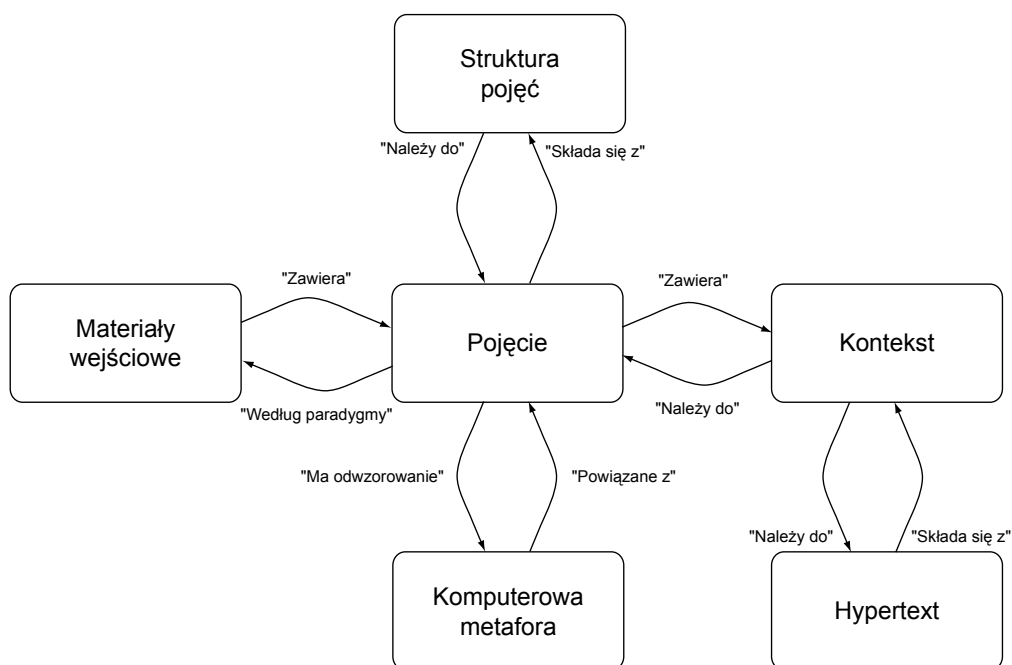 Struktura
pojęć
"Należy do"
"Składa się z"
"Zawiera"
"Zawiera"
Materiały
wejściowe
Pojęcie
Kontekst
"Według paradygmy"
"Należy do"
"Ma odwzorowanie"
"Powiązane z"
"Należy do"
"Składa się z"
Komputerowa
metafora
Hypertext